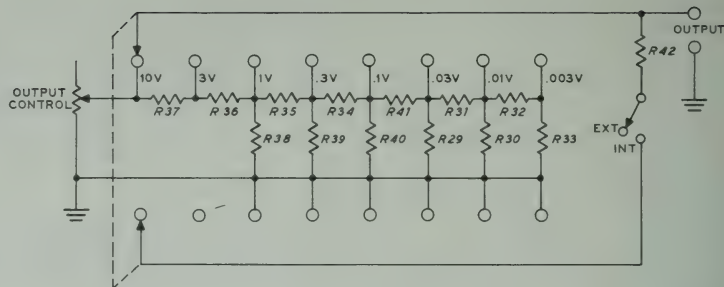 OUTPUT
R42
10V 3V 1V .3V .1V .03V .01V .003V
OUTPUT
CONTROL
R37 R36 R35 R34 R41 R31 R32
R38 R39 R40 R29 R30 R33
EXT
INT